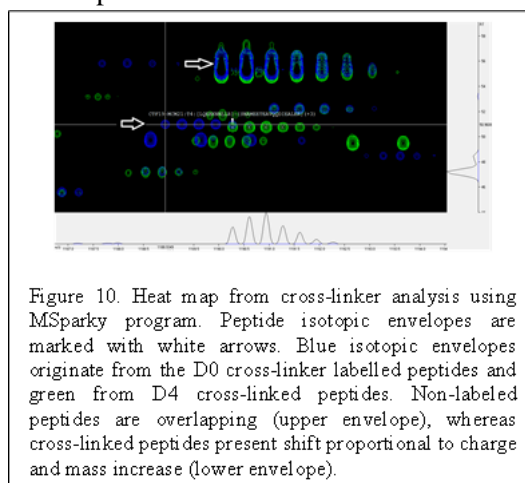 Figure 10. Heat map from cross-linker analysis using
MSparky program. Peptide isotopic envelopes are
marked with white arrows. Blue isotopic envelopes
originate from the D0 cross-linker labelled peptides and
green from D4 cross-linked peptides. Non-labeled
peptides are overlapping (upper envelope), whereas
cross-linked peptides present shift proportional to charge
and mass increase (lower envelope).